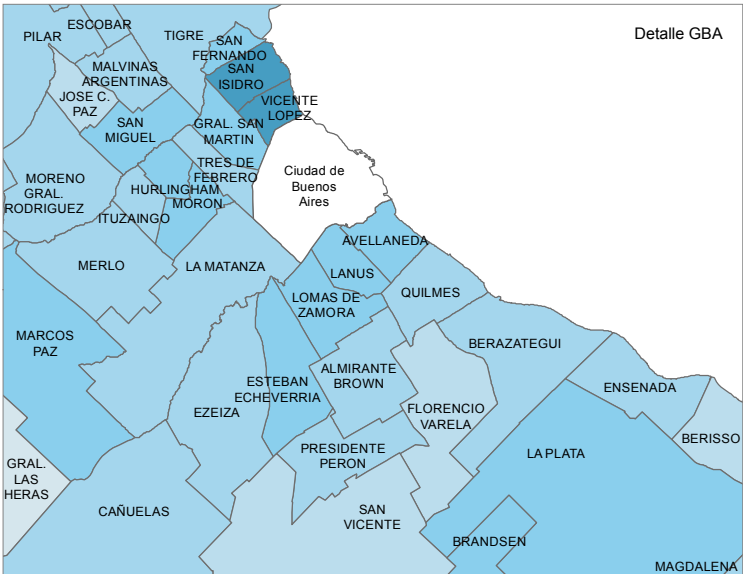 Detalle GBA
ESCOBAR
PILAR
TIGRE
SAN
FERNANDO
MALVINAS
ARGENTINAS
SAN
ISIDRO
JOSE C.
PAZ
VICENTE
LOPEZ
SAN
MIGUEL
GRAL. SAN
MARTIN
TRES DE
FEBRERO
Ciudad de
Buenos
Aires
MORENO
GRAL.
RODRIGUEZ
HURLINGHAM
MORON
ITUZAINGO
AVELLANEDA
MERLO
LA MATANZA
LANUS
QUILMES
LOMAS DE
ZAMORA
MARCOS
PAZ
BERAZATEGUI
ALMIRANTE
BROWN
ESTEBAN
ECHEVERRIA
ENSENADA
EZEIZA
FLORENCIO
VARELA
BERISSO
PRESIDENTE
PERON
LA PLATA
GRAL.
LAS
HERAS
CAÑUELAS
SAN
VICENTE
BRANDSEN
MAGDALENA